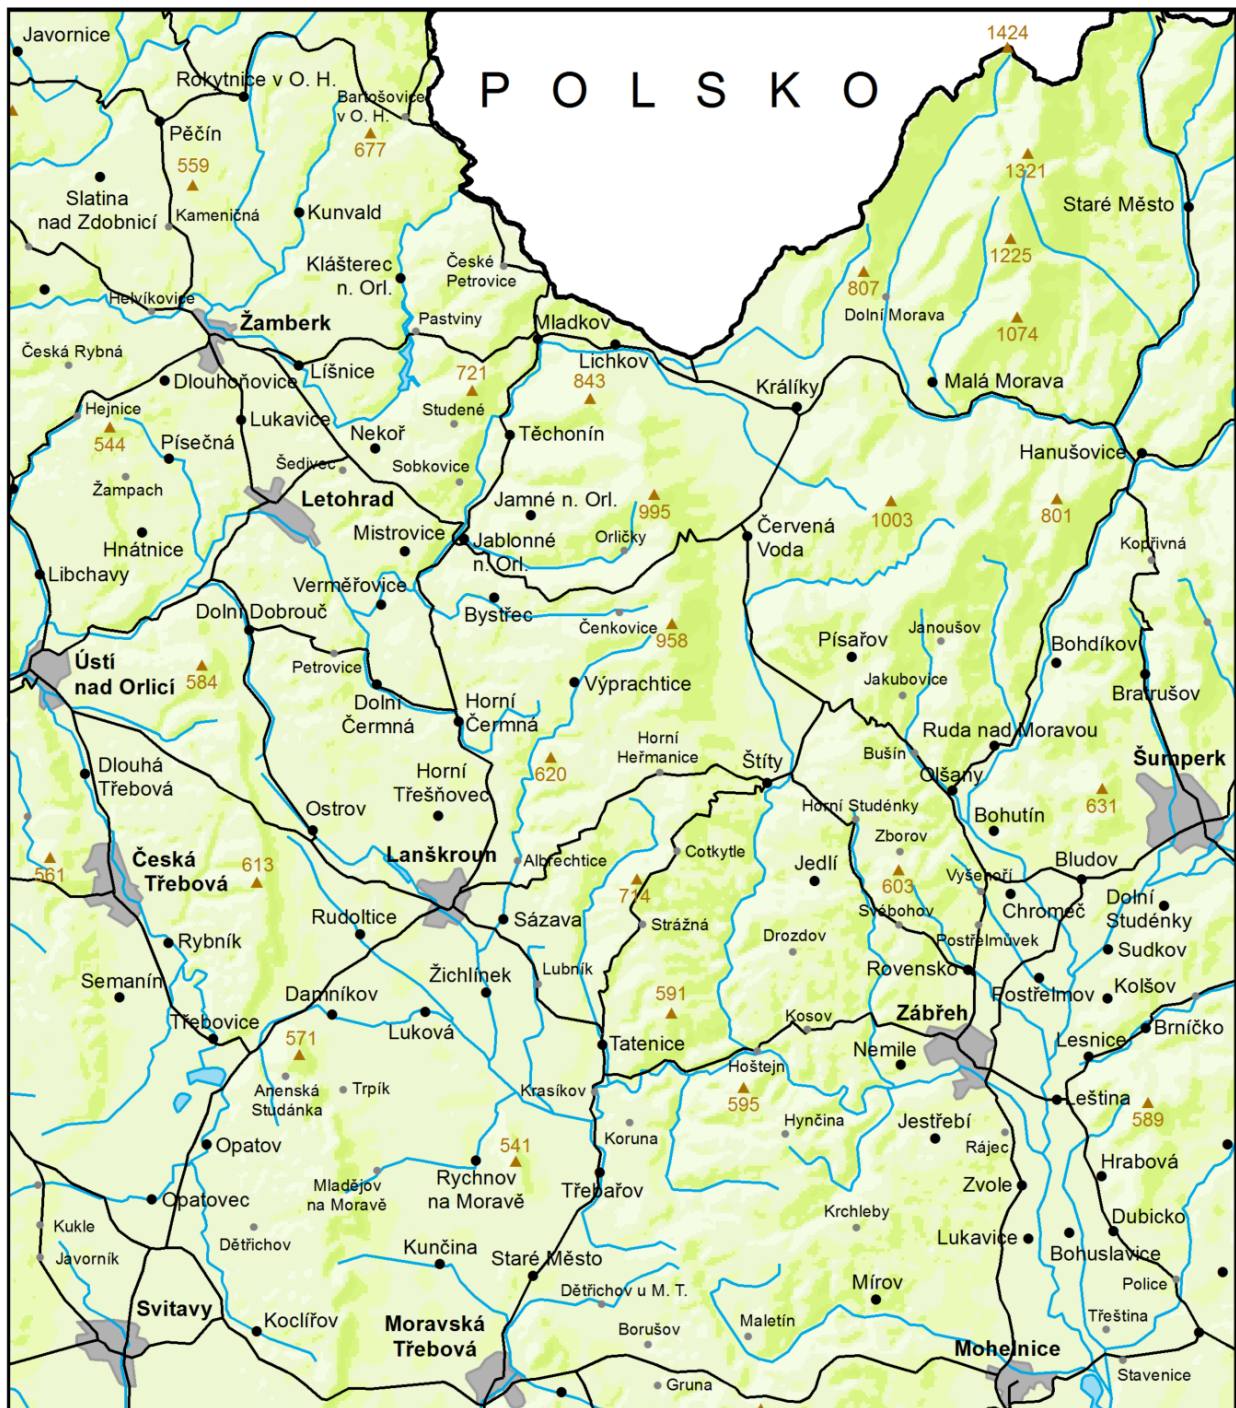 Javornice
1424
POLSKO
Rokytnice v O. H.
Bartošovice
v O. H.
Pěčín
677
559
1321
Slatina
nad Zdobnicí
Kameničná
Kunvald
Staré Město
1225
České
Petrovice
Klášterec
n. Orl.
807
Dolní Morava
Helvíkovice
Žamberk
Pastviny
Mladkov
1074
Česká Rybná
Líšnice
Lichkov
Dlouhoňovice
721
843
Králíky
Malá Morava
Hejnice
Lukavice
Studené
544
Písečná
Nekoř
Těchonín
Hanušovice
Šedivec
Sobkovice
Žampach
Letohrad
Jamné n. Orl.
995
1003
801
Hnátnice
Mistrovice
Jablonné
n. Orl.
Orličky
Červená
Voda
Kopřivná
Libchavy
Verměřovice
Dolní Dobrouč
Bystřec
Čenkovice
958
Písařov
Janoušov
Bohdíkov
Ústí
nad Orlicí
584
Petrovice
Dolní
Čermná
Výprachtice
Jakubovice
Bratrušov
Horní
Čermná
Ruda nad Moravou
Horní
Heřmanice
Bušín
Šumperk
Dlouhá
Třebová
Horní
Třešňovec
620
Štíty
Olšany
631
Ostrov
Horní Studénky
Bohutín
Zborov
561
Česká
Třebová
613
Lanškroun
Albrechtice
Cotkytle
Jedlí
603
Vyšehoří
Bludov
714
Chromeč
Dolní
Studénky
Rudoltice
Sázava
Strážná
Svébohov
Postřelmůvek
Rybník
Drozdov
Sudkov
Semanín
Žichlínek
Lubník
Rovensko
Postřelmov
Kolšov
Damníkov
591
Třebovice
Luková
Kosov
Zábřeh
Brníčko
571
Tatenice
Nemile
Lesnice
Anenská
Studánka
Trpík
Krasíkov
Hoštejn
595
Leština
589
Koruna
Hynčina
Jestřebí
Opatov
541
Rájec
Mladějov
na Moravě
Rychnov
na Moravě
Třebařov
Zvole
Hrabová
Opatovec
Krchleby
Dubicko
Kukle
Dětřichov
Kunčina
Staré Město
Lukavice
Bohuslavice
Javorník
Dětřichov u M. T.
Mírov
Police
Svitavy
Koclířov
Moravská
Třebová
Borušov
Maletín
Třeština
Mohelnice
Stavenice
Gruna